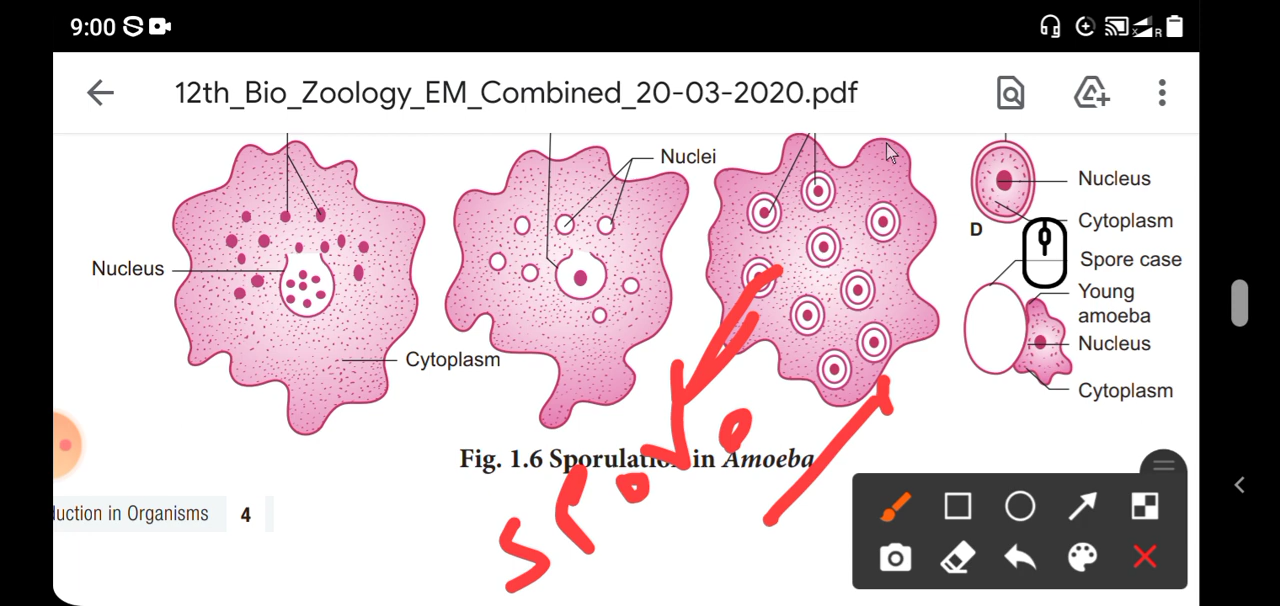 9:00
R
12th_Bio_Zoology_EM_Combined_20-03-2020.pdf
Nuclei
Nucleus
Cytoplasm
D
Spore case
Nucleus
Young
amoeba
Nucleus
Cytoplasm
Cytoplasm
Fig. 1.6 Sporulation in Amoeba
uction in Organisms 4